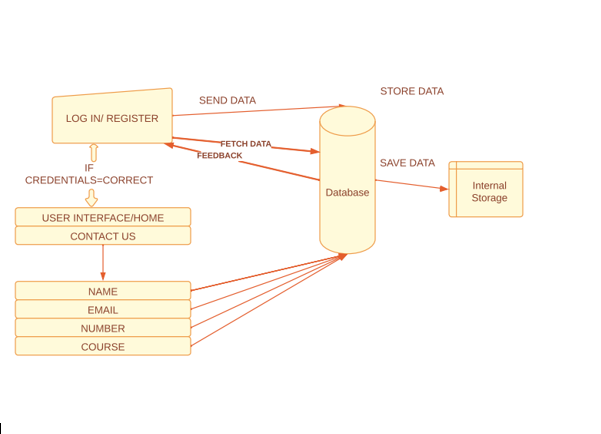 LOG IN/ REGISTER
SEND DATA
STORE DATA
FETCH DATA
FEEDBACK
IF
CREDENTIALS=CORRECT
Database
SAVE DATA
Internal
Storage
USER INTERFACE/HOME
CONTACT US
NAME
EMAIL
NUMBER
COURSE